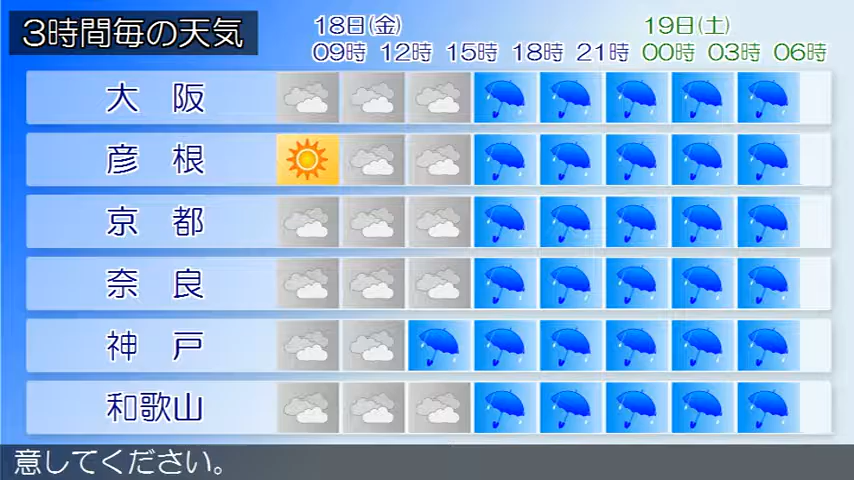 3時間毎の天気
18日(金) 19日(土)
09時 12時 15時 18時 21時 00時 03時 06時
大阪
彦根
京都
奈良
神戸
和歌山
意してください。